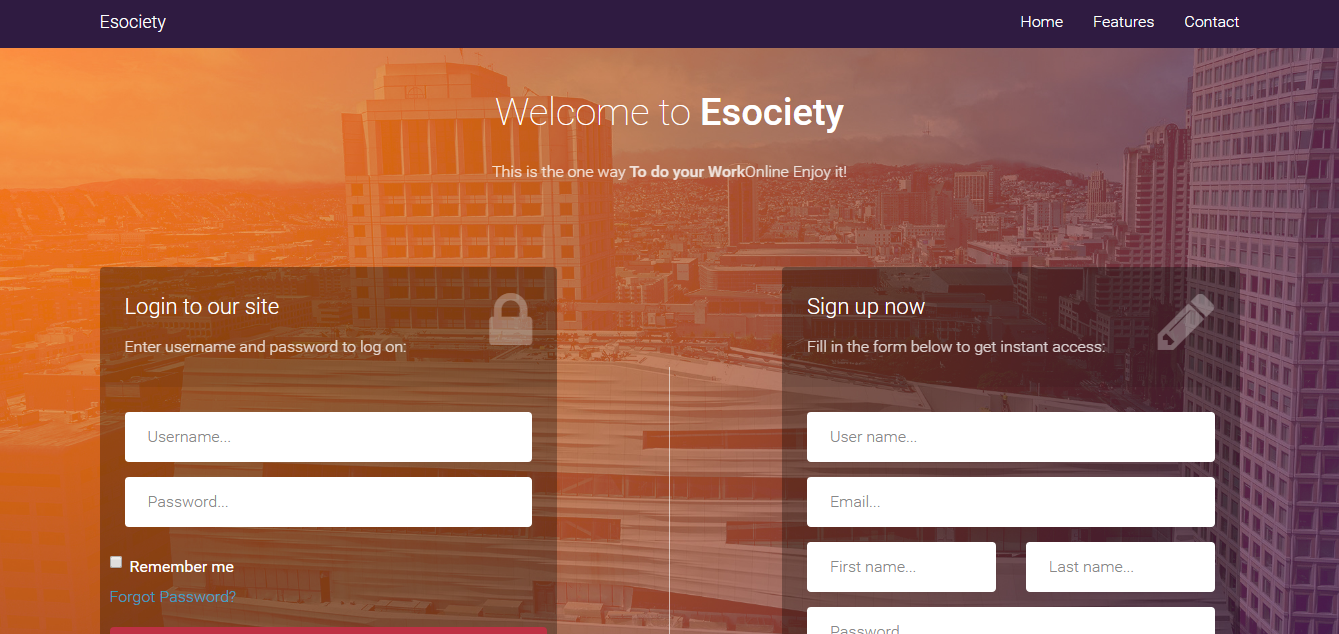 Esociety
Home Features Contact
Welcome to Esociety
This is the one way To do your WorkOnline Enjoy it!
Login to our site
Enter username and password to log on:
Username...
Password...
Remember me
Forgot Password?
Sign up now
Fill in the form below to get instant access:
User name...
Email...
First name...
Last name...
Password